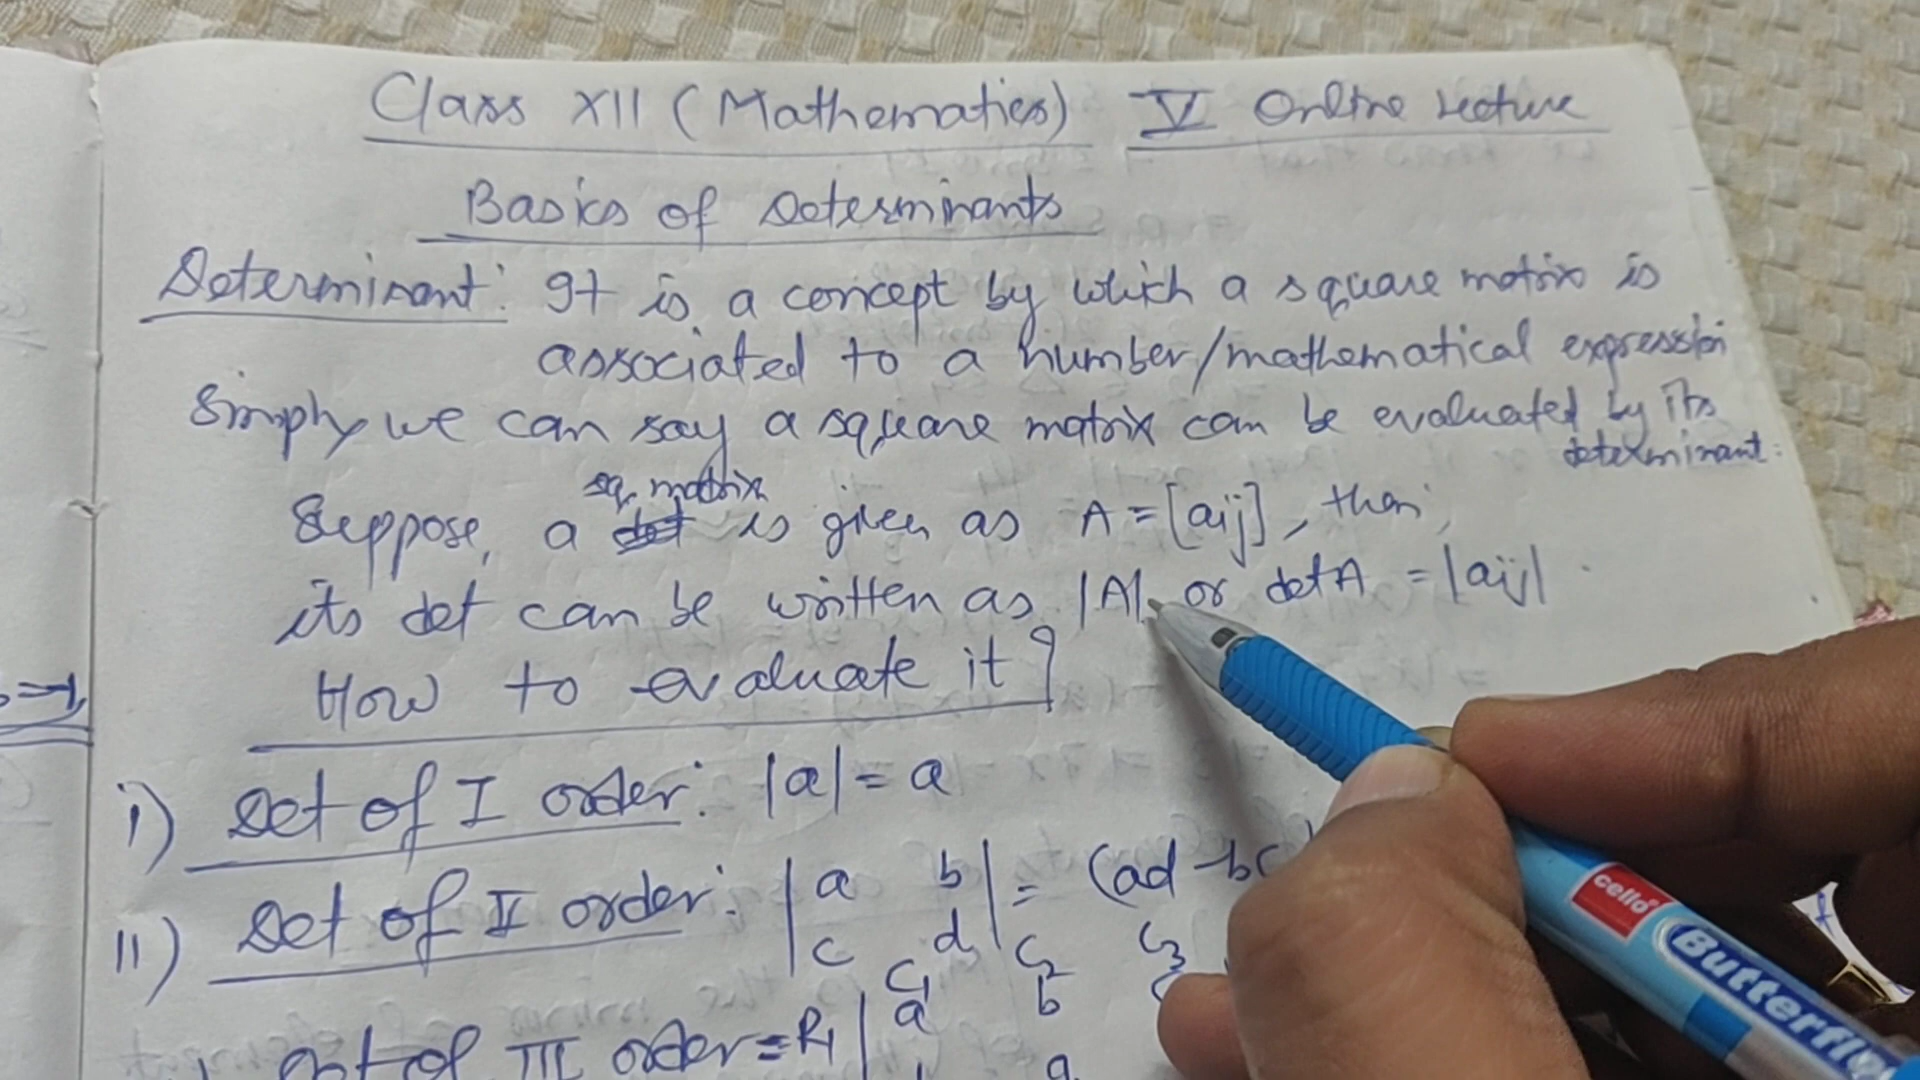 Class XII (Mathematics) V Online Lecture
Basics of Determinants
Determinant: It is a concept by which a square matrix is
associated to a number/mathematical expression
Simply we can say a square matrix can be evaluated by its
determinant:
sq. matrix
Suppose, a is given as A = [aij], then,
its det can be written as |A| or det A = |aij|
How to evaluate it?
i) Det of I order: |a| = a
II) Det of II order: |a b| = (ad - bc
c d
C1 C2 C3
Det of III order = R1 | a b
cello
Butterflow